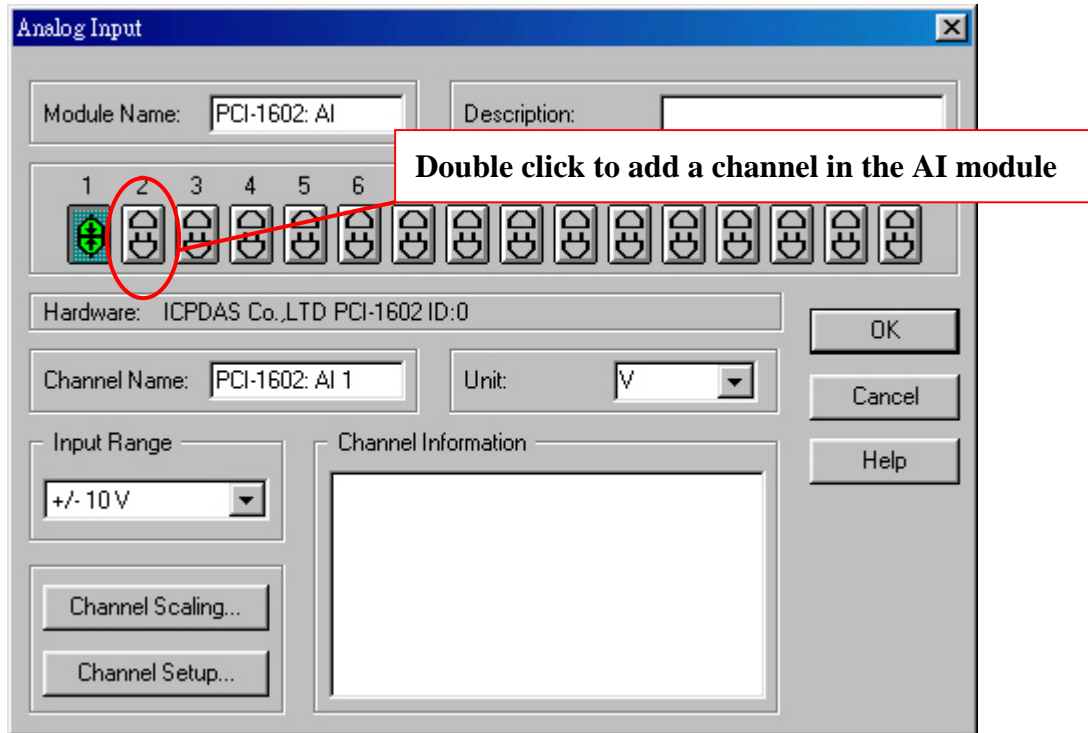 Analog Input
Module Name: PCI-1602: AI Description:
Double click to add a channel in the AI module
1 2 3 4 5 6
Hardware: ICPDAS Co.,LTD PCI-1602 ID:0
OK
Channel Name: PCI-1602: AI 1 Unit: V
Cancel
Input Range Channel Information
Help
+/- 10 V
Channel Scaling...
Channel Setup...